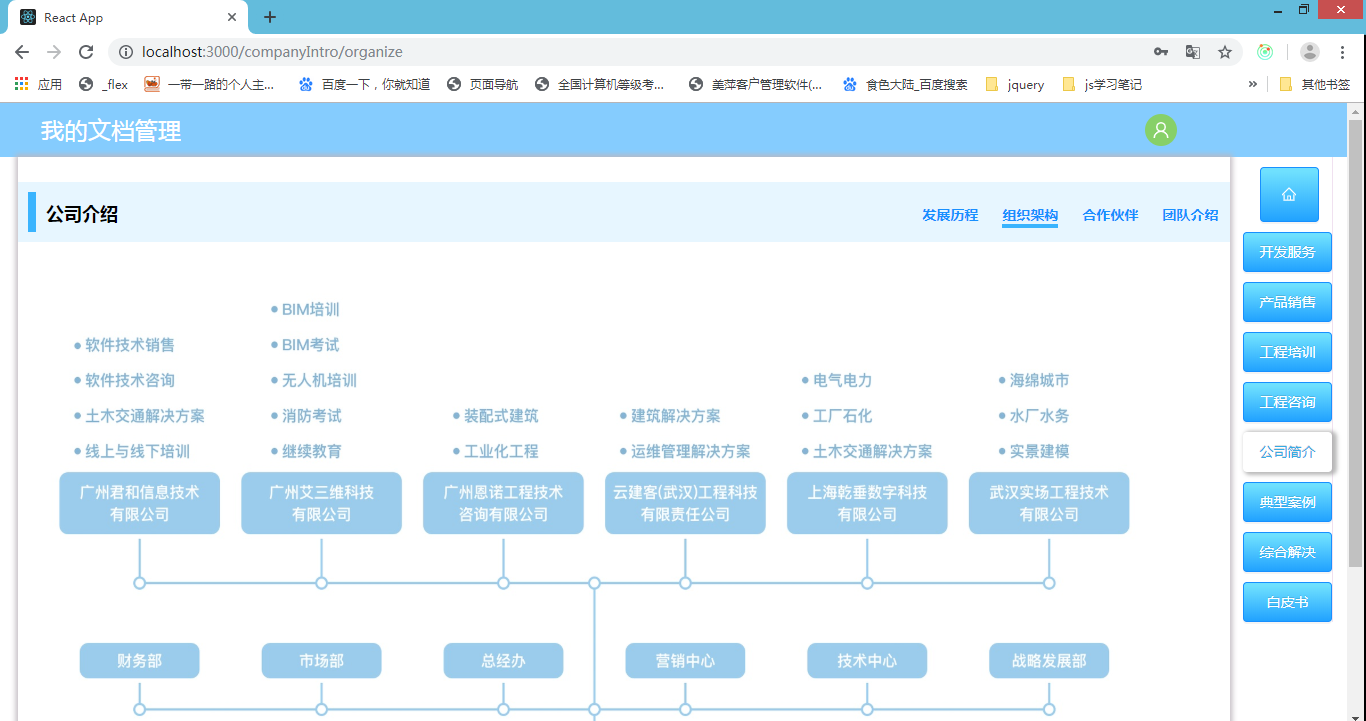 React App
localhost:3000/companyIntro/organize
应用
_flex
一带一路的个人主...
百度一下，你就知道
页面导航
全国计算机等级考...
美萍客户管理软件(...
食色大陆_百度搜索
jquery
js学习笔记
»
其他书签
我的文档管理
公司介绍
发展历程
组织架构
合作伙伴
团队介绍
软件技术销售
软件技术咨询
土木交通解决方案
线上与线下培训
广州君和信息技术
有限公司
BIM培训
BIM考试
无人机培训
消防考试
继续教育
广州艾三维科技
有限公司
装配式建筑
工业化工程
广州恩诺工程技术
咨询有限公司
建筑解决方案
运维管理解决方案
云建客(武汉)工程科技
有限责任公司
电气电力
工厂石化
土木交通解决方案
上海乾垂数字科技
有限公司
海绵城市
水厂水务
实景建模
武汉实场工程技术
有限公司
财务部
市场部
总经办
营销中心
技术中心
战略发展部
开发服务
产品销售
工程培训
工程咨询
公司简介
典型案例
综合解决
白皮书